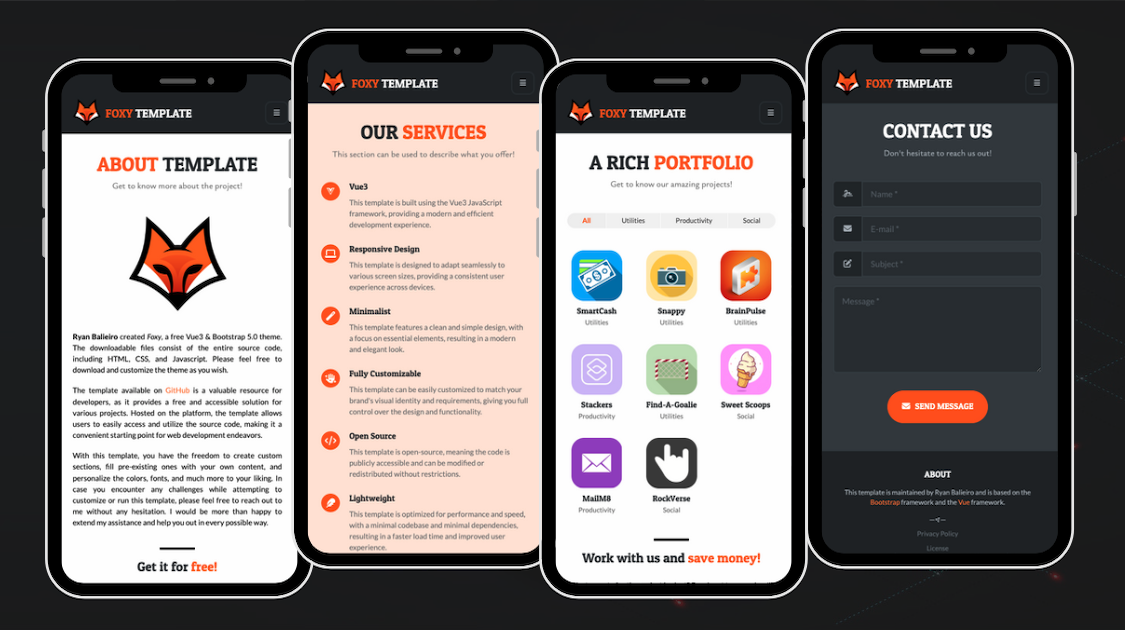 FOXY TEMPLATE
ABOUT TEMPLATE
Get to know more about the project!
Ryan Balieiro created Foxy, a free Vue3 & Bootstrap 5.0 theme.
The downloadable files consist of the entire source code,
including HTML, CSS, and Javascript. Please feel free to
download and customize the theme as you wish.
The template available on GitHub is a valuable resource for
developers, as it provides a free and accessible solution for
various projects. Hosted on the platform, the template allows
users to easily access and utilize the source code, making it a
convenient starting point for web development endeavors.
With this template, you have the freedom to create custom
sections, fill pre-existing ones with your own content, and
personalize the colors, fonts, and much more to your liking. In
case you encounter any challenges while attempting to
customize or run this template, please feel free to reach out to
me without any hesitation. I would be more than happy to
extend my assistance and help you out in every possible way.
Get it for free!
FOXY TEMPLATE
OUR SERVICES
This section can be used to describe what you offer!
Vue3
This template is built using the Vue3 JavaScript
framework, providing a modern and efficient
development experience.
Responsive Design
This template is designed to adapt seamlessly to
various screen sizes, providing a consistent user
experience across devices.
Minimalist
This template features a clean and simple design, with
a focus on essential elements, resulting in a modern
and elegant look.
Fully Customizable
This template can be easily customized to match your
brand's visual identity and requirements, giving you full
control over the design and functionality.
Open Source
This template is open-source, meaning the code is
publicly accessible and can be modified or
redistributed without restrictions.
Lightweight
This template is optimized for performance and speed,
with a minimal codebase and minimal dependencies,
resulting in a faster load time and improved user
experience.
FOXY TEMPLATE
A RICH PORTFOLIO
Get to know our amazing projects!
All Utilities Productivity Social
SmartCash Snappy BrainPulse
Utilities Utilities Utilities
Stackers Find-A-Goalie Sweet Scoops
Productivity Utilities Social
MailM8 RockVerse
Productivity Social
Work with us and save money!
FOXY TEMPLATE
CONTACT US
Don't hesitate to reach us out!
Name *
E-mail *
Subject *
Message *
SEND MESSAGE
ABOUT
This template is maintained by Ryan Balieiro and is based on the
Bootstrap framework and the Vue framework.
Privacy Policy
License